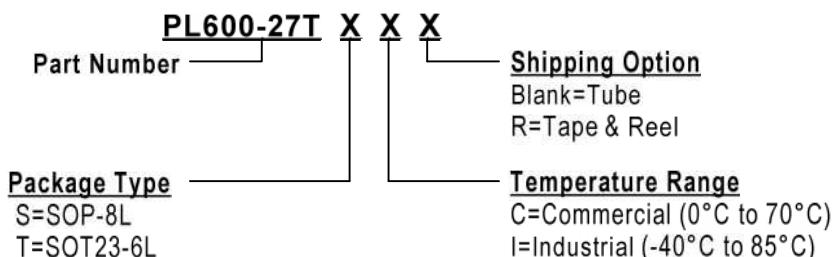 PL600-27T X X X
Part Number
Shipping Option
Blank=Tube
R=Tape & Reel
Package Type
S=SOP-8L
T=SOT23-6L
Temperature Range
C=Commercial (0°C to 70°C)
I=Industrial (-40°C to 85°C)